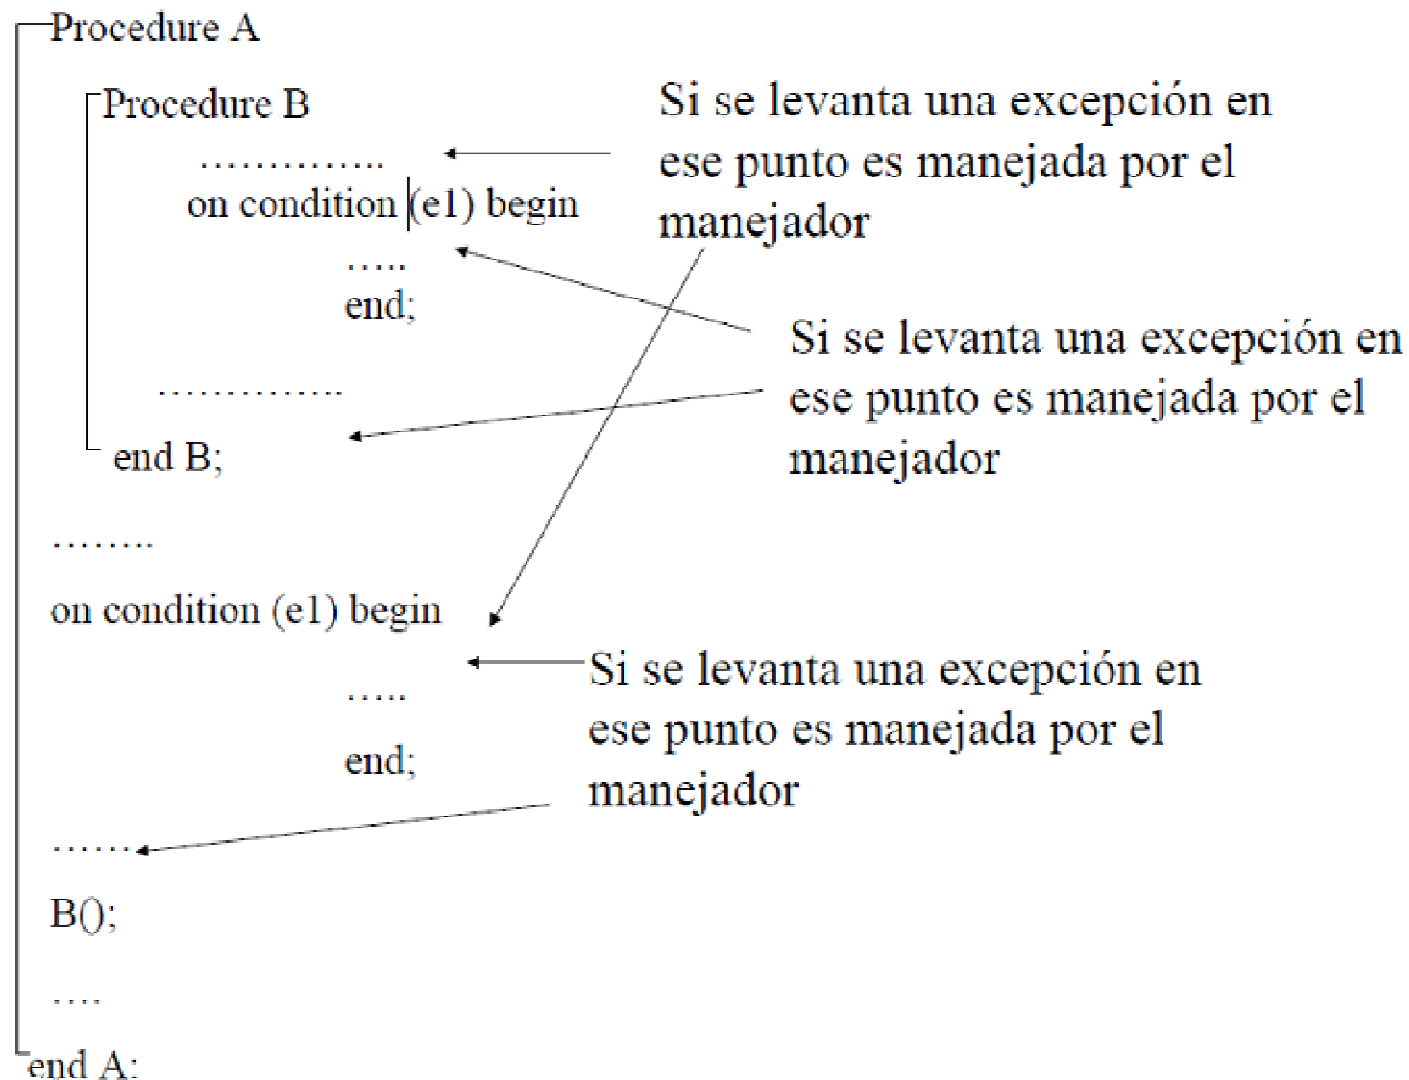 Procedure A
Procedure B
Si se levanta una excepción en
ese punto es manejada por el
manejador
…………..
on condition (e1) begin
…..
end;
Si se levanta una excepción en
ese punto es manejada por el
manejador
…………..
end B;
……..
on condition (e1) begin
Si se levanta una excepción en
ese punto es manejada por el
manejador
…..
end;
……
B();
….
end A;